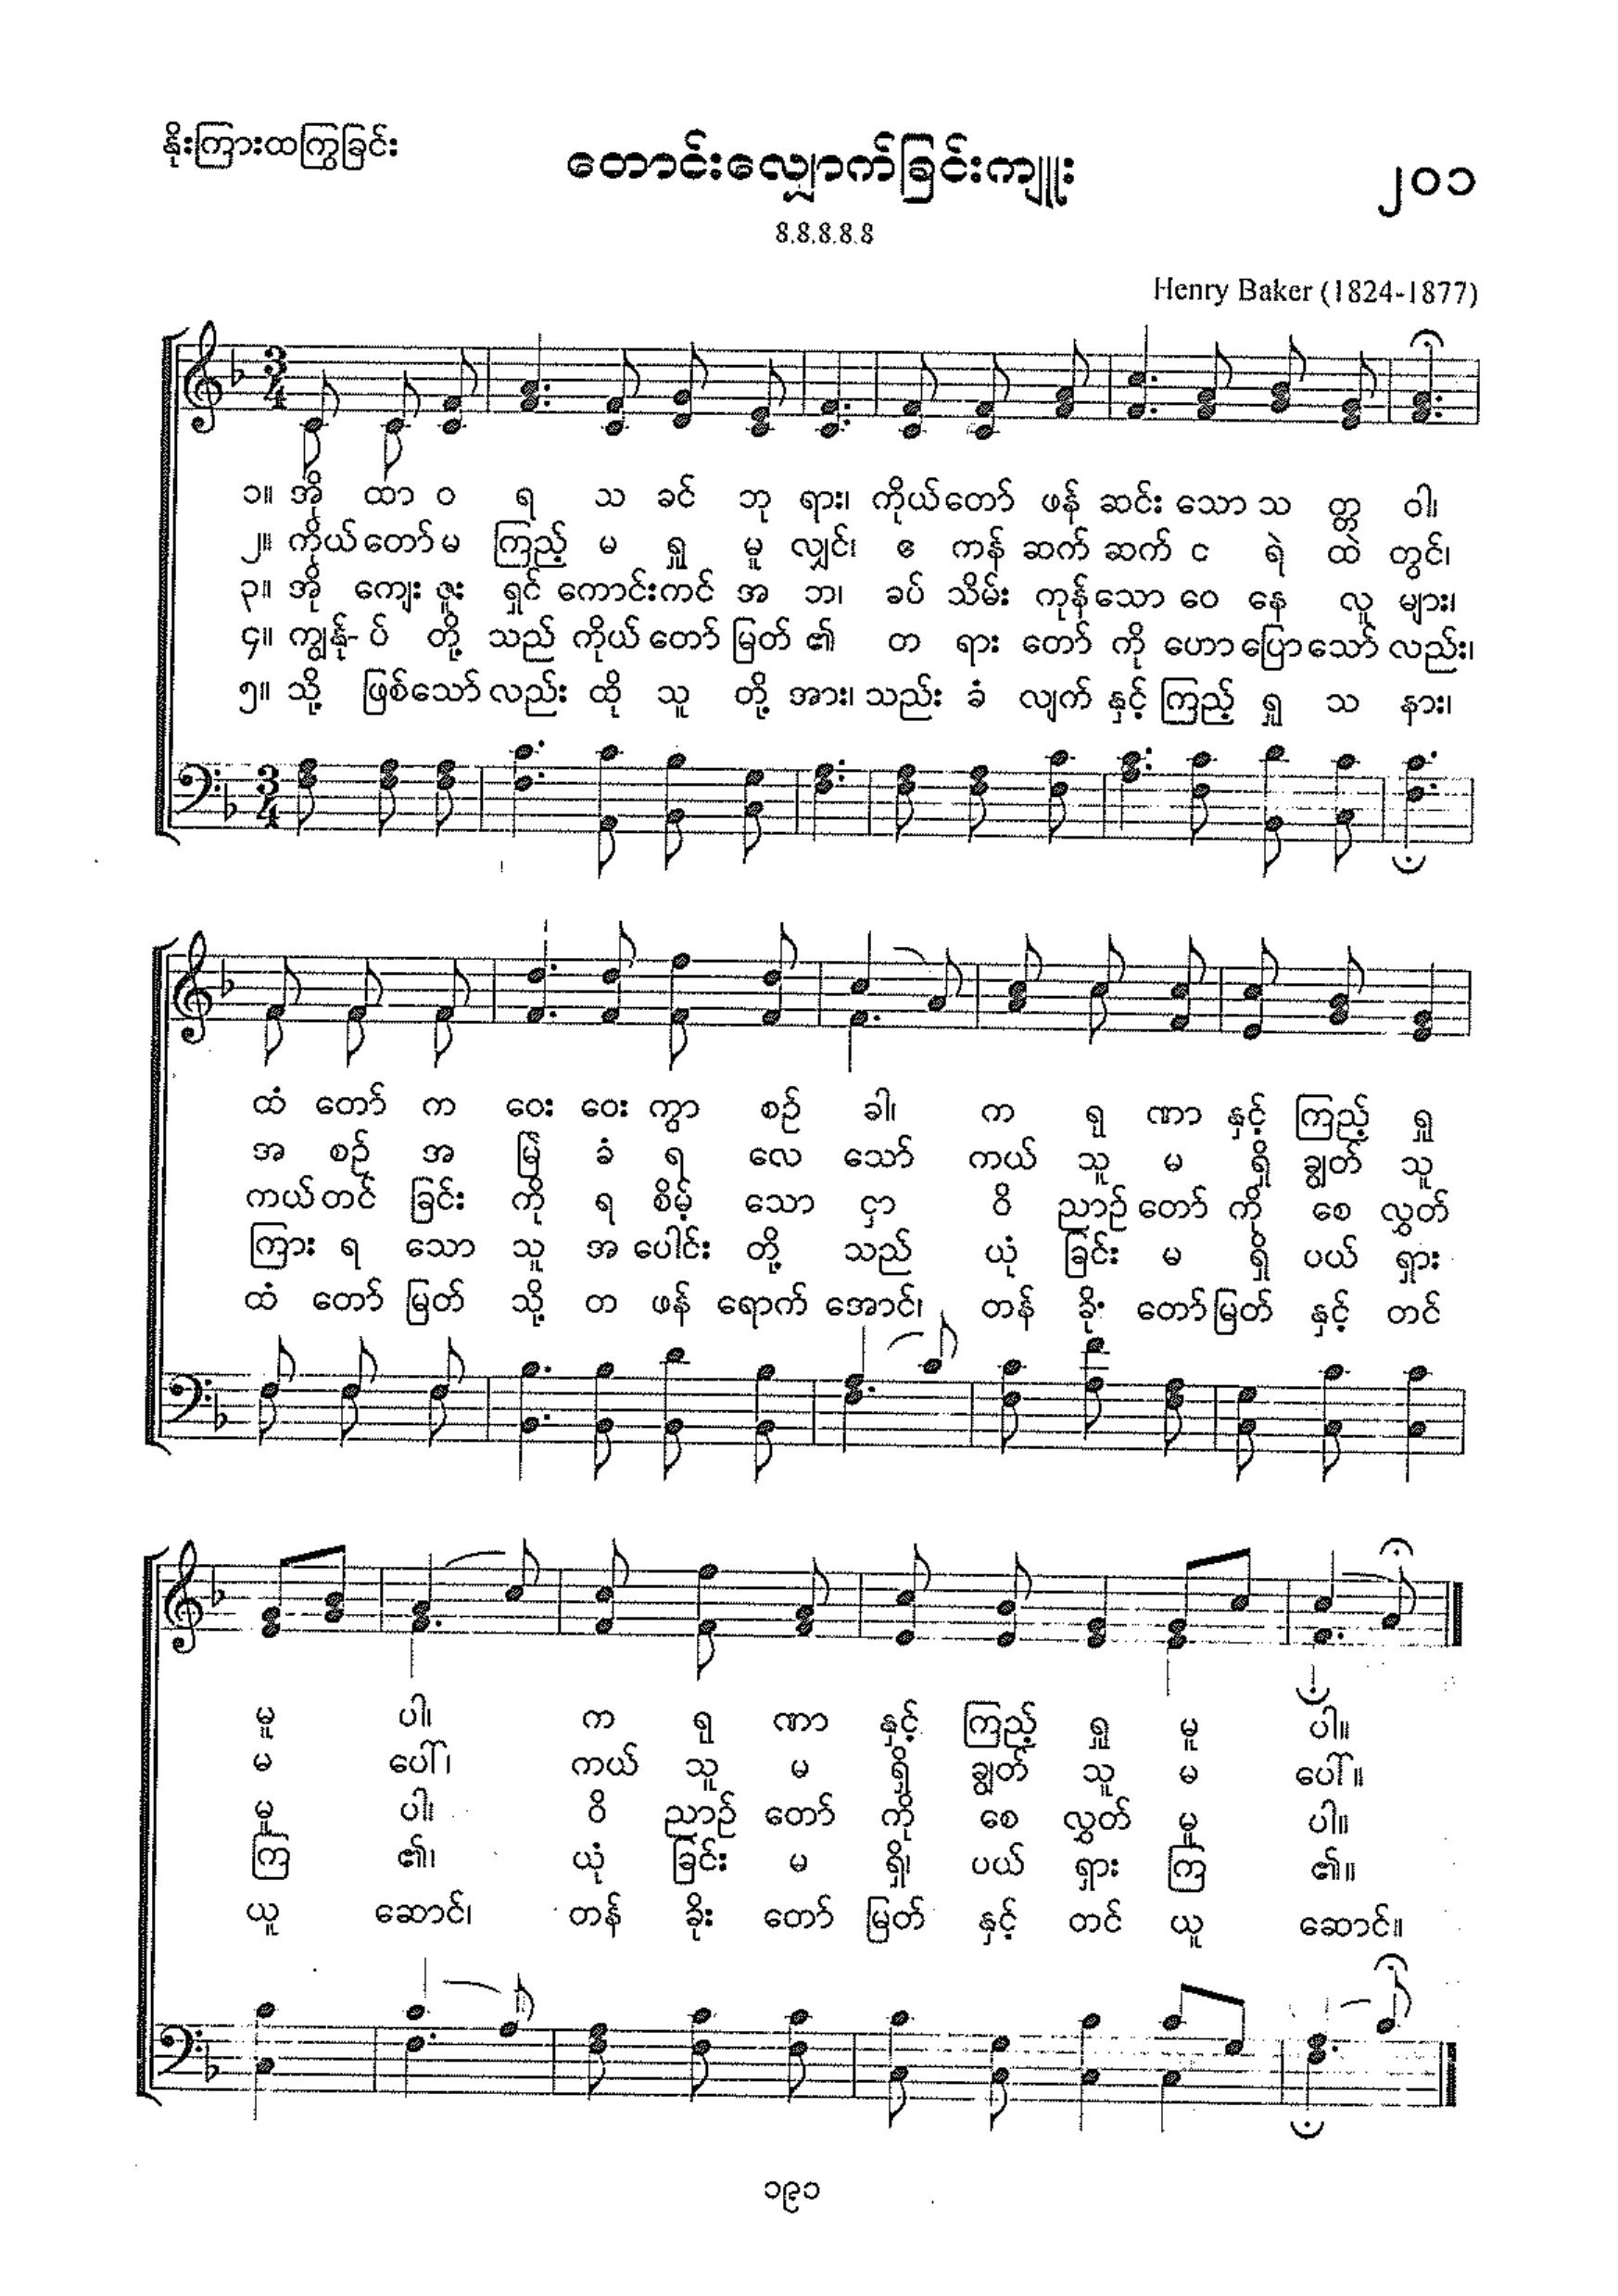 နိုးကြားထကြွခြင်း
တောင်းလျှောက်ခြင်းကျူး
၂၀၁
8.8.8.8.8
Henry Baker (1824-1877)
3 4
၁။ အို ထာ ဝ ရ သ ခင် ဘု ရား၊ ကိုယ် တော် ဖန် ဆင်း သော သ တ္တ ဝါ၊
၂။ ကိုယ် တော် မ ကြည့် မ ရှု မူ လျှင်၊ ဧ ကန် ဆက် ဆက် င ရဲ ထဲ တွင်၊
၃။ အို ကျေး ဇူး ရှင် ကောင်း ကင် အ ဘ၊ ခပ် သိမ်း ကုန် သော ဝေ နေ လူ များ၊
၄။ ကျွန်ု- ပ် တို့ သည် ကိုယ် တော် မြတ် ၏ တ ရား တော် ကို ဟော ပြော သော် လည်း၊
၅။ သို့ ဖြစ် သော် လည်း ထို သူ တို့ အား၊ သည်း ခံ လျက် နှင့် ကြည့် ရှု သ နား၊
3 4
ထံ တော် က ဝေး ဝေး ကွာ စဉ် ခါ၊ က ရု ဏာ နှင့် ကြည့် ရှု
အ စဉ် အ မြဲ ခံ ရ လေ သော် ကယ် သူ မ ရှိ ချွတ် သူ
ကယ် တင် ခြင်း ကို ရ စိမ့် သော ငှာ ဝိ ညာဉ် တော် ကို စေ လွှတ်
ကြား ရ သော သူ အ ပေါင်း တို့ သည် ယုံ ခြင်း မ ရှိ ပယ် ရှား
ထံ တော် မြတ် သို့ တ ဖန် ရောက် အောင်၊ တန် ခိုး တော် မြတ် နှင့် တင်
မူ ပါ၊ က ရု ဏာ နှင့် ကြည့် ရှု မူ ပါ။
မ ပေါ်၊ ကယ် သူ မ ရှိ ချွတ် သူ မ ပေါ်။
မူ ပါ၊ ဝိ ညာဉ် တော် ကို စေ လွှတ် မူ ပါ။
ကြ ၏၊ ယုံ ခြင်း မ ရှိ၊ ပယ် ရှား ကြ ၏။
ယူ ဆောင်၊ တန် ခိုး တော် မြတ် နှင့် တင် ယူ ဆောင်။
၁၉၁